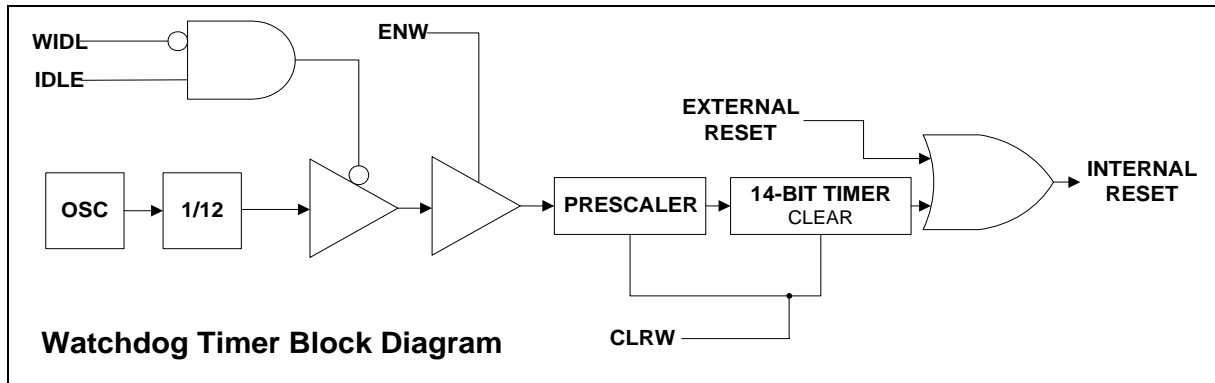 WIDL
IDLE
ENW
EXTERNAL
RESET
OSC
1/12
PRESCALER
14-BIT TIMER
CLEAR
INTERNAL
RESET
CLRW
Watchdog Timer Block Diagram